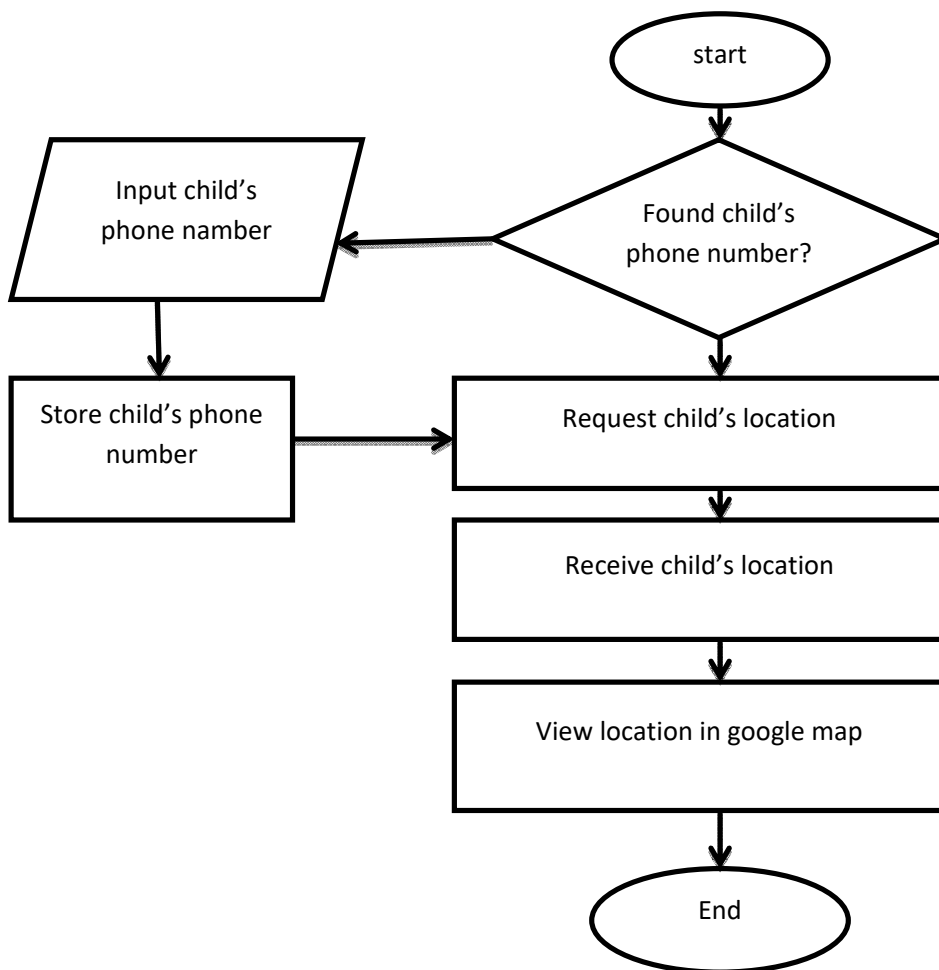 start
Found child’s
phone number?
Input child’s
phone namber
Store child’s phone
number
Request child’s location
Receive child’s location
View location in google map
End